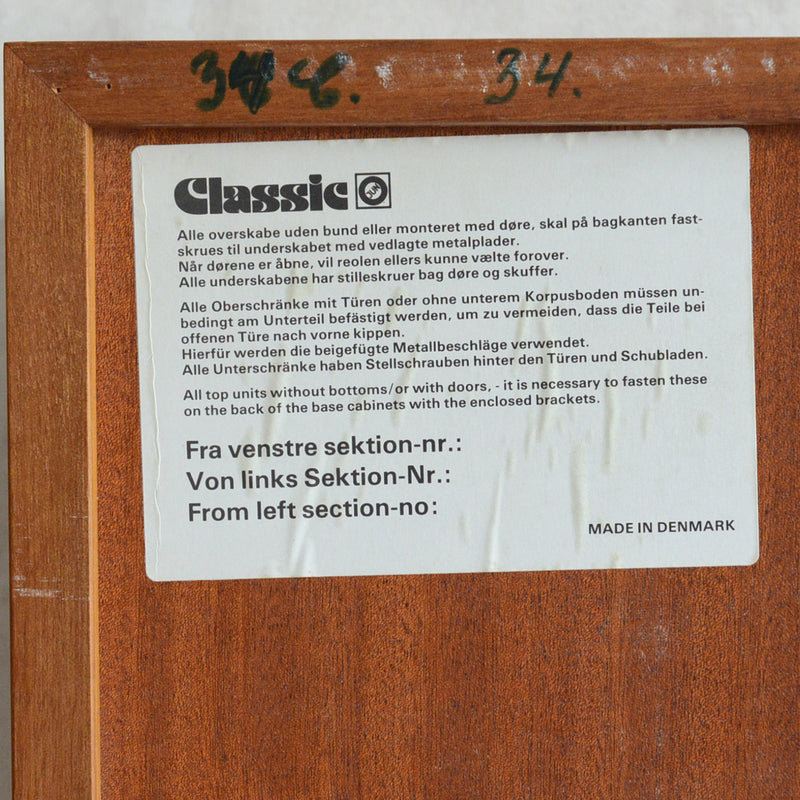 34.
Classic
Alle overskabe uden bund eller monteret med døre, skal på bagkanten fast-
skrues til underskabet med vedlagte metalplader.
Når dørene er åbne, vil reolen ellers kunne vælte forover.
Alle underskabene har stilleskruer bag døre og skuffer.
Alle Oberschränke mit Türen oder ohne unterem Korpusboden müssen un-
bedingt am Unterteil befästigt werden, um zu vermeiden, dass die Teile bei
offenen Türe nach vorne kippen.
Hierfür werden die beigefügte Metallbeschläge verwendet.
Alle Unterschränke haben Stellschrauben hinter den Türen und Schubladen.
All top units without bottoms/or with doors, - it is necessary to fasten these
on the back of the base cabinets with the enclosed brackets.
Fra venstre sektion-nr.:
Von links Sektion-Nr.:
From left section-no:
MADE IN DENMARK